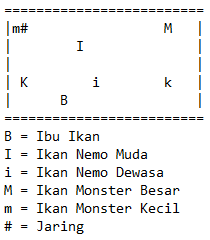 =========================
|m#                 M   |
|        I              |
|                       |
| K        i        k   |
|      B                |
=========================
B = Ibu Ikan
I = Ikan Nemo Muda
i = Ikan Nemo Dewasa
M = Ikan Monster Besar
m = Ikan Monster Kecil
# = Jaring